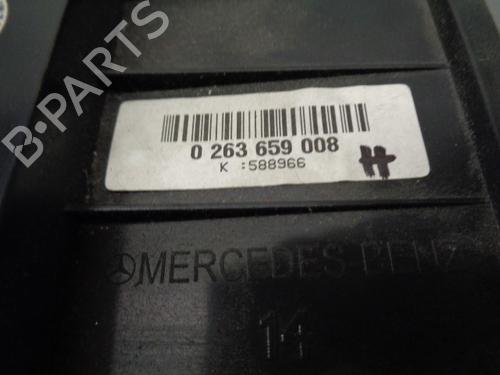 B-PARTS
0 263 659 008
K :588966
H
MERCEDES-BENZ
14